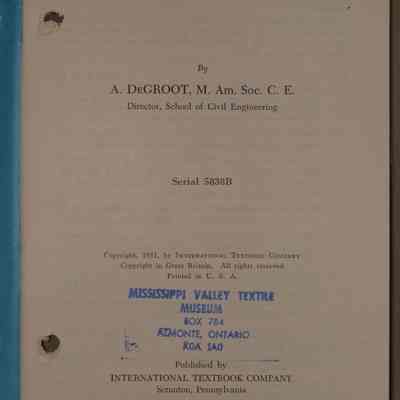 By
A. DeGROOT, M. Am. Soc. C. E.
Director, School of Civil Engineering
Serial 5838B
Copyright, 1931, by INTERNATIONAL TEXTBOOK COMPANY
Copyright in Great Britain. All rights reserved
Printed in U. S. A.
MISSISSIPPI VALLEY TEXTILE
MUSEUM
BOX 784
ALMONTE, ONTARIO
K0A 1A0
Published by
INTERNATIONAL TEXTBOOK COMPANY
Scranton, Pennsylvania